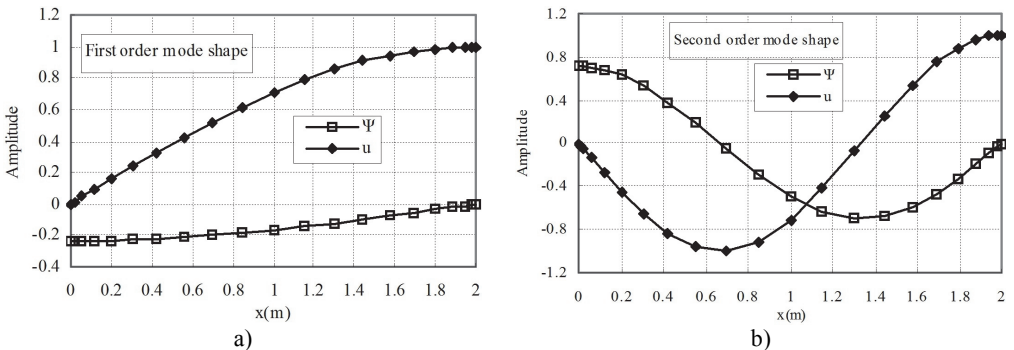 a)
Amplitude
1.2
1
0.8
0.6
0.4
0.2
0
-0.2
-0.4
First order mode shape
Ψ
u
0 0.2 0.4 0.6 0.8 1 1.2 1.4 1.6 1.8 2
x(m)
a)
b)
Amplitude
1.2
0.8
0.4
0
-0.4
-0.8
-1.2
Second order mode shape
Ψ
u
0 0.2 0.4 0.6 0.8 1 1.2 1.4 1.6 1.8 2
x(m)
b)